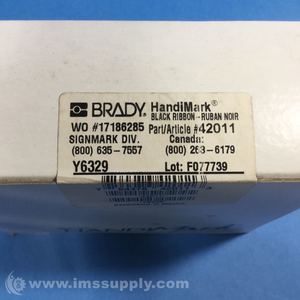 BRADY HandiMark®
BLACK RIBBON - RUBAN NOIR
WO #17186285 Part/Article #42011
SIGNMARK DIV. Canada:
(800) 635-7557 (800) 263-6179
Y6329 Lot: F077739
© www.imssupply.com